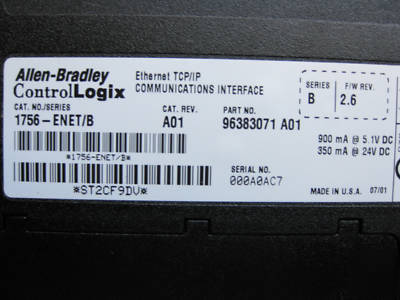 Allen-Bradley
ControlLogix
Ethernet TCP/IP
COMMUNICATIONS INTERFACE
SERIES
B
F/W REV.
2.6
CAT. NO./SERIES
1756-ENET/B
CAT. REV.
A01
PART NO.
96383071 A01
900 mA @ 5.1V DC
350 mA @ 24V DC
*1756-ENET/B*
*ST2CF9DV*
SERIAL NO.
000A0AC7
MADE IN U.S.A. 07/01